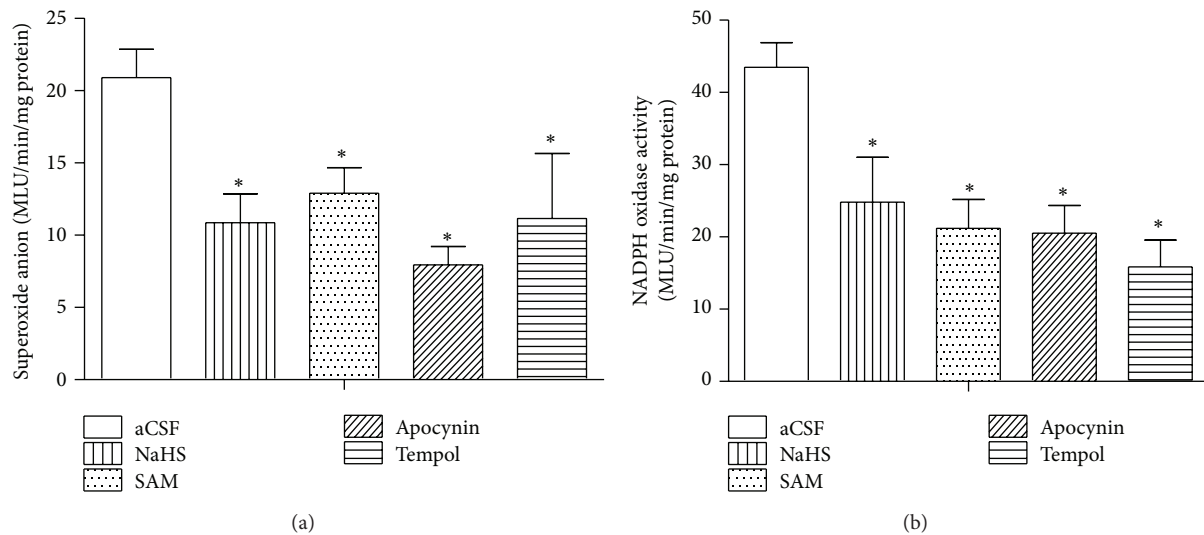 Superoxide anion (MLU/min/mg protein)
25
20
15
10
5
0
*
*
*
*
aCSF
NaHS
SAM
Apocynin
Tempol
(a)
NADPH oxidase activity
(MLU/min/mg protein)
50
40
30
20
10
0
*
*
*
*
aCSF
NaHS
SAM
Apocynin
Tempol
(b)